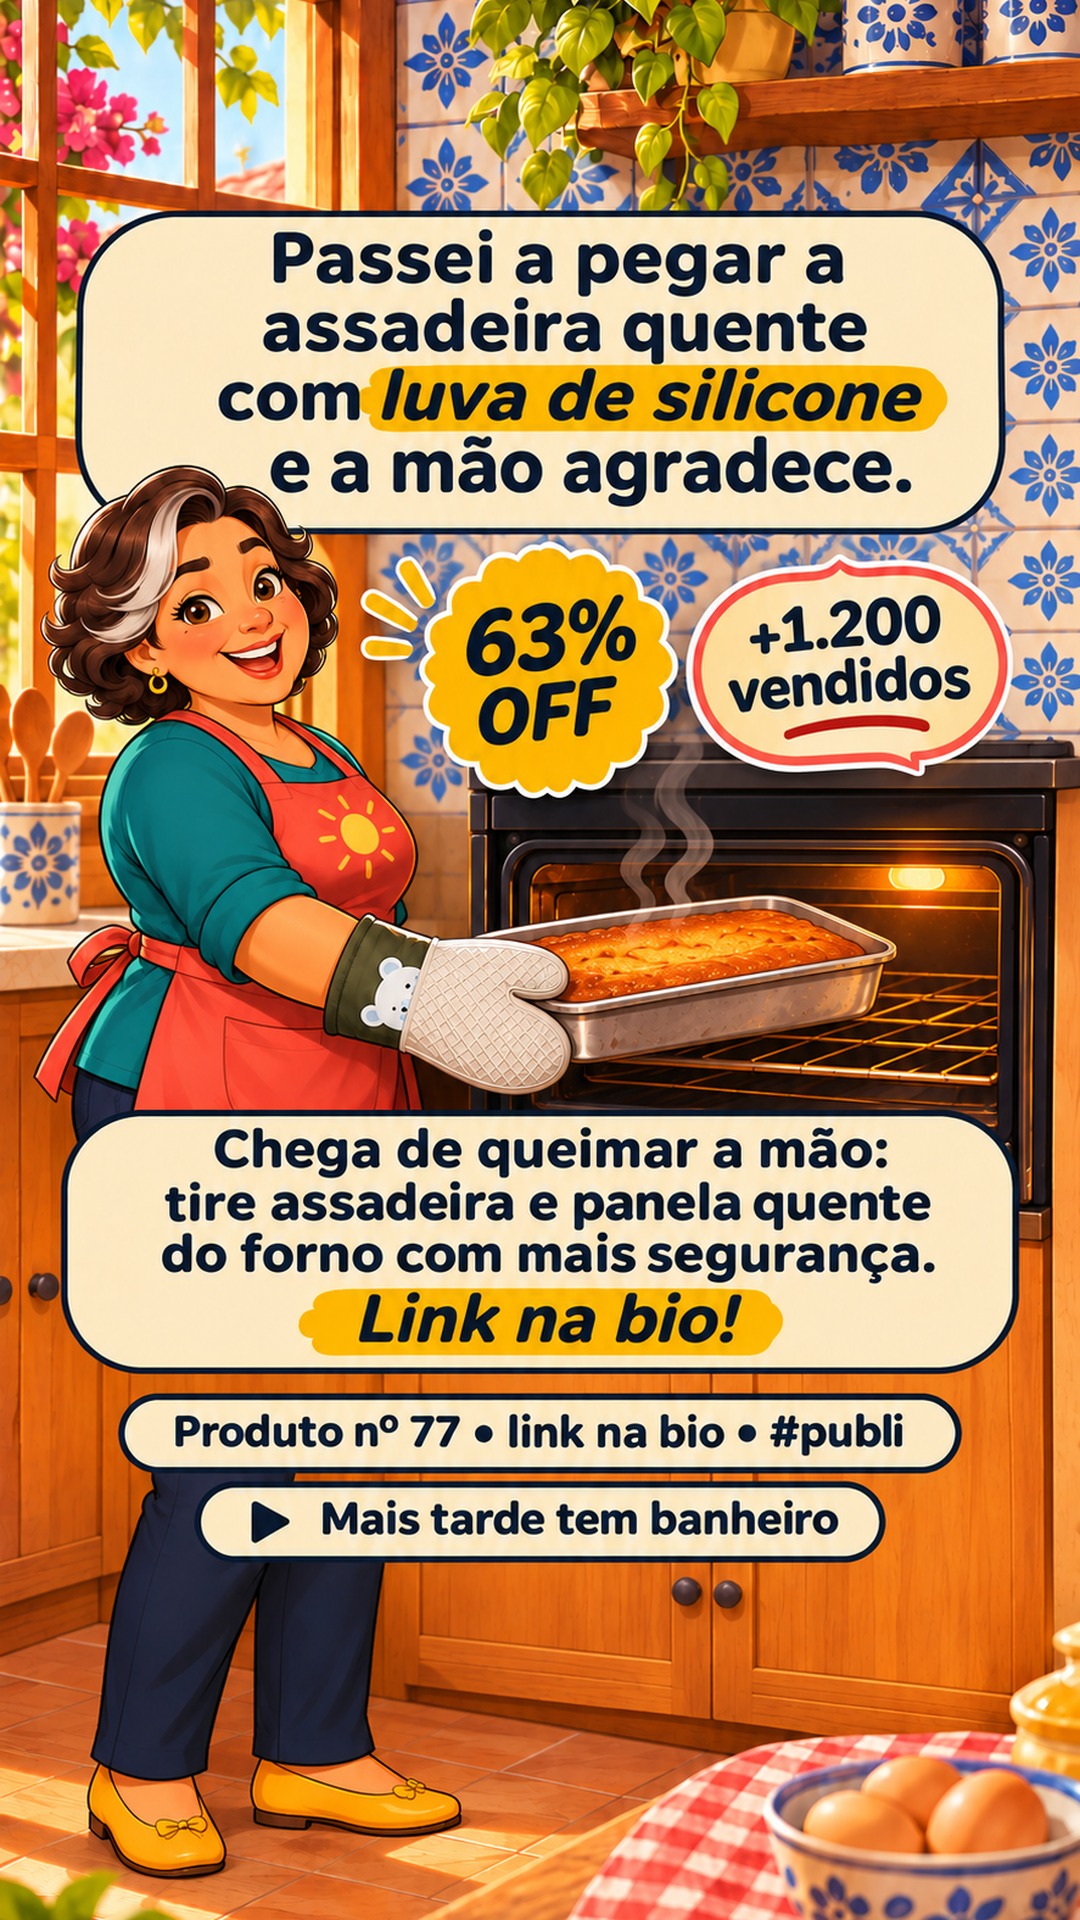 Passei a pegar a
assadeira quente
com luva de silicone
e a mão agradece.
63%
OFF
+1.200
vendidos
Chega de queimar a mão:
tire assadeira e panela quente
do forno com mais segurança.
Link na bio!
Produto nº 77 • link na bio • #publi
Mais tarde tem banheiro